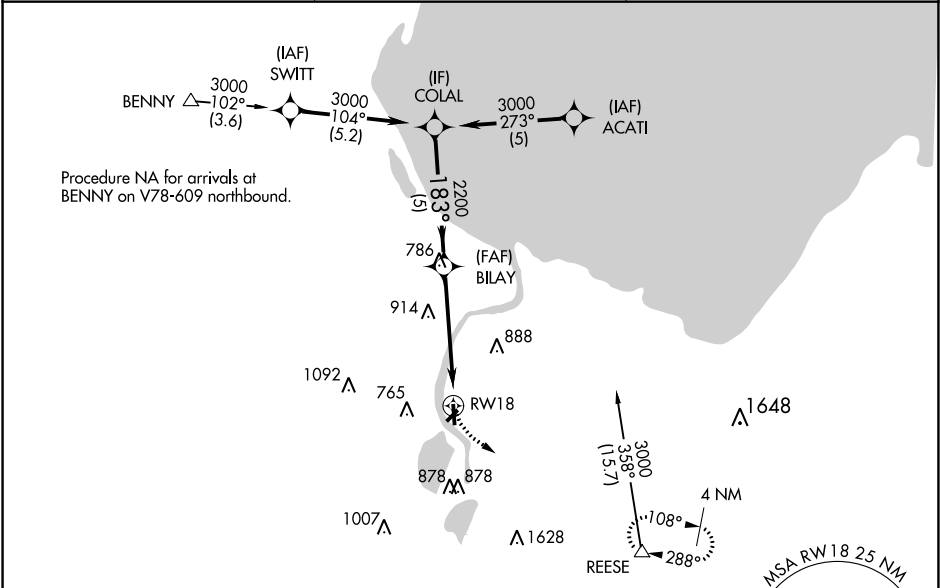 (IAF)
SWITT
BENNY
3000
102°
(3.6)
3000
104°
(5.2)
(IF)
COLAL
3000
273°
(5)
(IAF)
ACATI
Procedure NA for arrivals at
BENNY on V78-609 northbound.
2200
183°
(5)
786
(FAF)
BILAY
914
888
1092
765
RW18
1648
3000
358°
(15.7)
878
878
4 NM
108°
288°
1007
1628
REESE
MSA RW18 25 NM